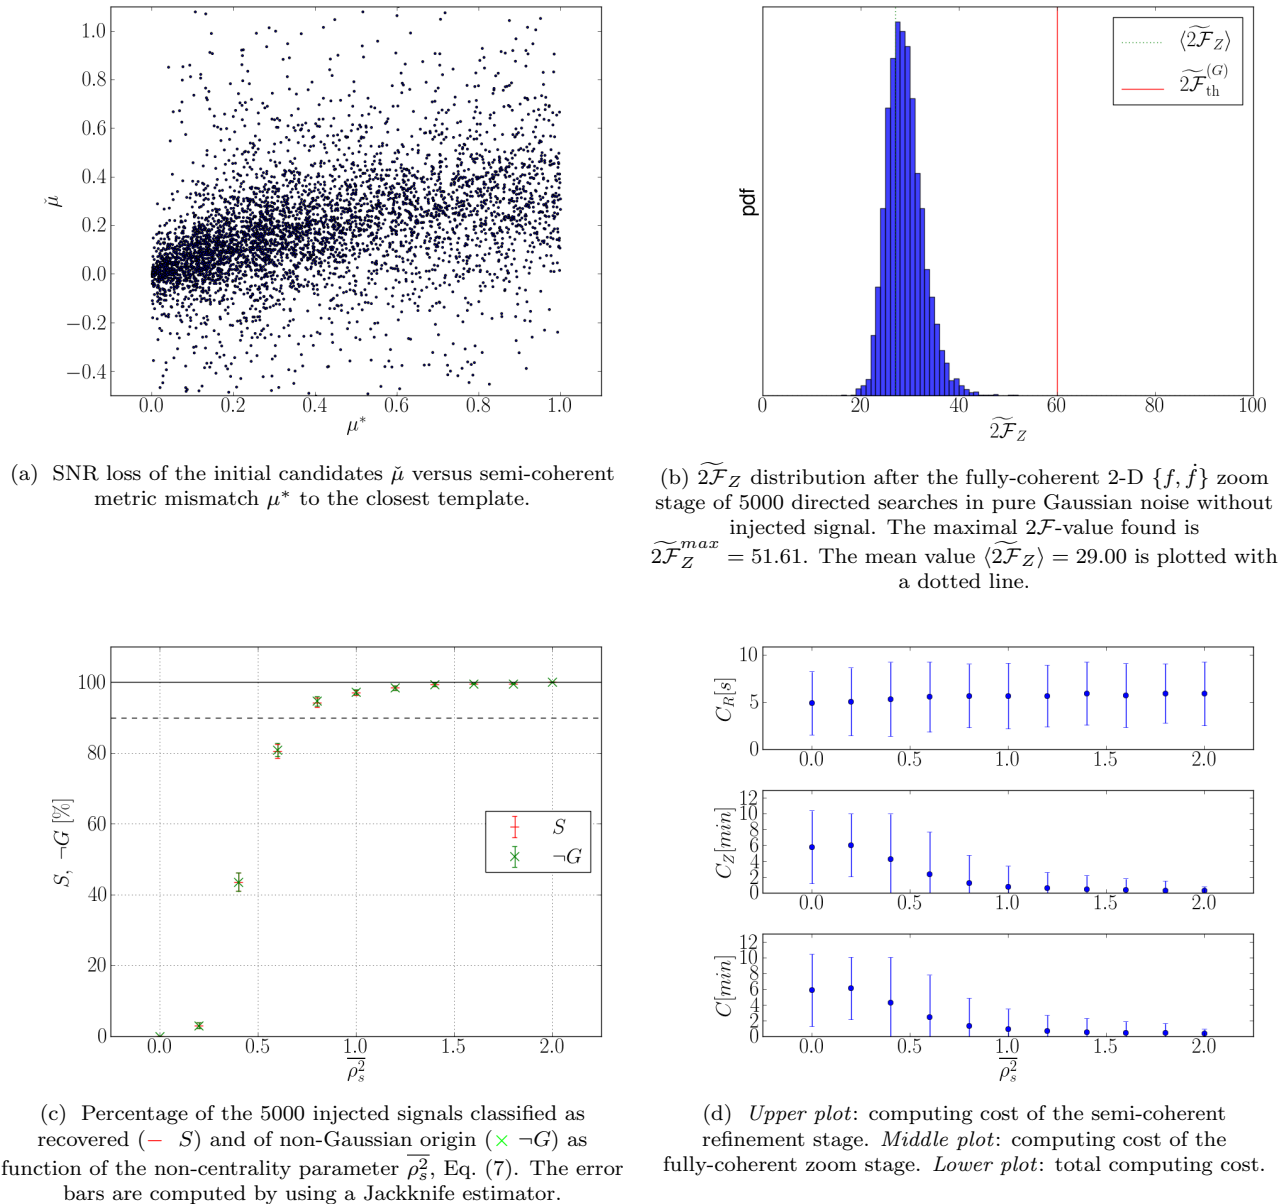 1.0
0.8
0.6
0.4
0.2
0.0
−0.2
−0.4
μ̌
0.0 0.2 0.4 0.6 0.8 1.0
μ*
(a) SNR loss of the initial candidates μ̌ versus semi-coherent
metric mismatch μ* to the closest template.
⟨2F̃_Z⟩
2F̃_th^(G)
pdf
0 20 40 60 80 100
2F̃_Z
(b) 2F̃_Z distribution after the fully-coherent 2-D {f, ḟ} zoom
stage of 5000 directed searches in pure Gaussian noise without
injected signal. The maximal 2F-value found is
2F̃_Z^max = 51.61. The mean value ⟨2F̃_Z⟩ = 29.00 is plotted with
a dotted line.
100
80
60
40
20
0
S, ¬G [%]
S
¬G
0.0 0.5 1.0 1.5 2.0
ρ_s^2
(c) Percentage of the 5000 injected signals classified as
recovered (− S) and of non-Gaussian origin (× ¬G) as
function of the non-centrality parameter ρ_s^2, Eq. (7). The error
bars are computed by using a Jackknife estimator.
10
5
0
C_R[s]
0.0 0.5 1.0 1.5 2.0
12
10
8
6
4
2
0
C_Z[min]
0.0 0.5 1.0 1.5 2.0
12
10
8
6
4
2
0
C[min]
0.0 0.5 1.0 1.5 2.0
ρ_s^2
(d) Upper plot: computing cost of the semi-coherent
refinement stage. Middle plot: computing cost of the
fully-coherent zoom stage. Lower plot: total computing cost.